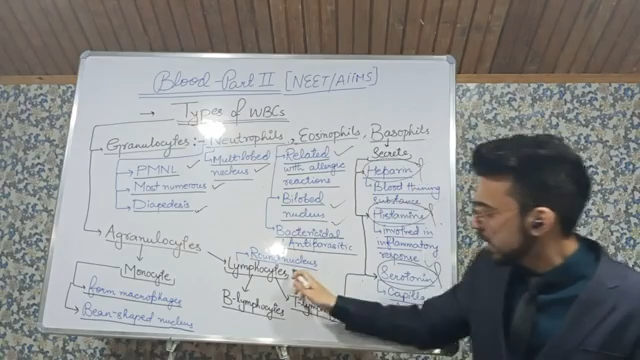 Blood-Part II [NEET/AIIMS]
→ Types of WBCs
Granulocytes:- Neutrophils, Eosinophils, Basophils
PMNL
Most numerous
Diapedesis
Multilobed
nucleus
Related
with allergic
reactions
Bilobed
nucleus
Bactericidal
Antiparasitic
Secrete
Heparin
Blood thinning
substance
Histamine
involved in
inflammatory
response
Serotonin
Agranulocytes
Monocyte
form macrophages
Bean-shaped nucleus
Round nucleus
Lymphocytes
B-lymphocytes